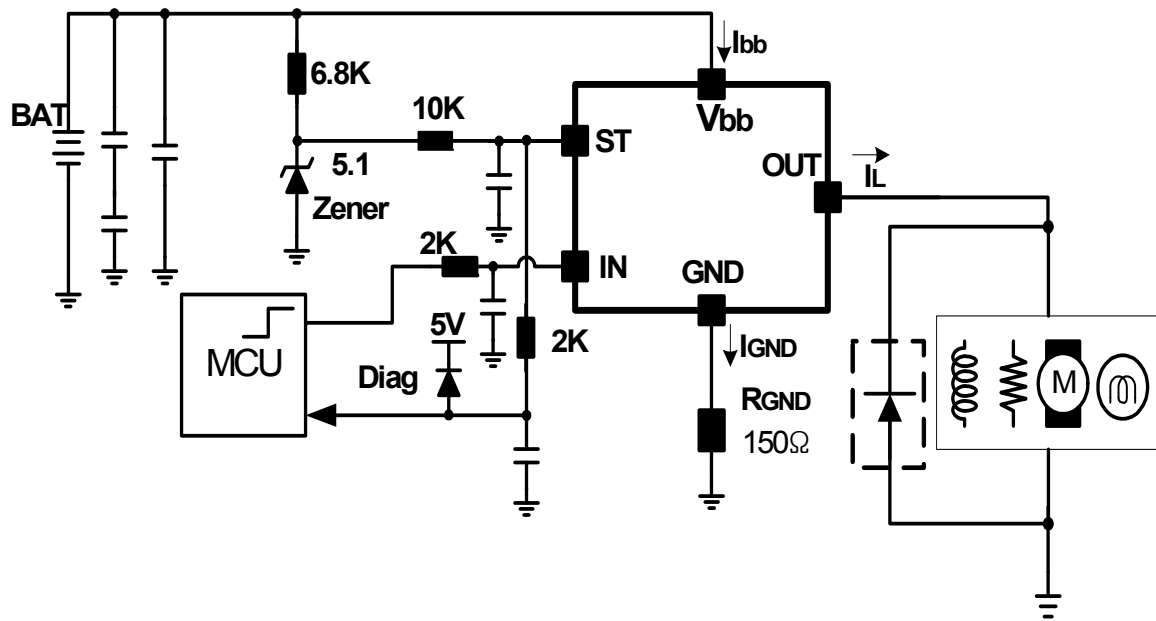 Ibb
6.8K
BAT
10K
Vbb
ST
OUT
IL
5.1
Zener
2K
IN
GND
5V
2K
IGND
MCU
Diag
RGND
150Ω
M